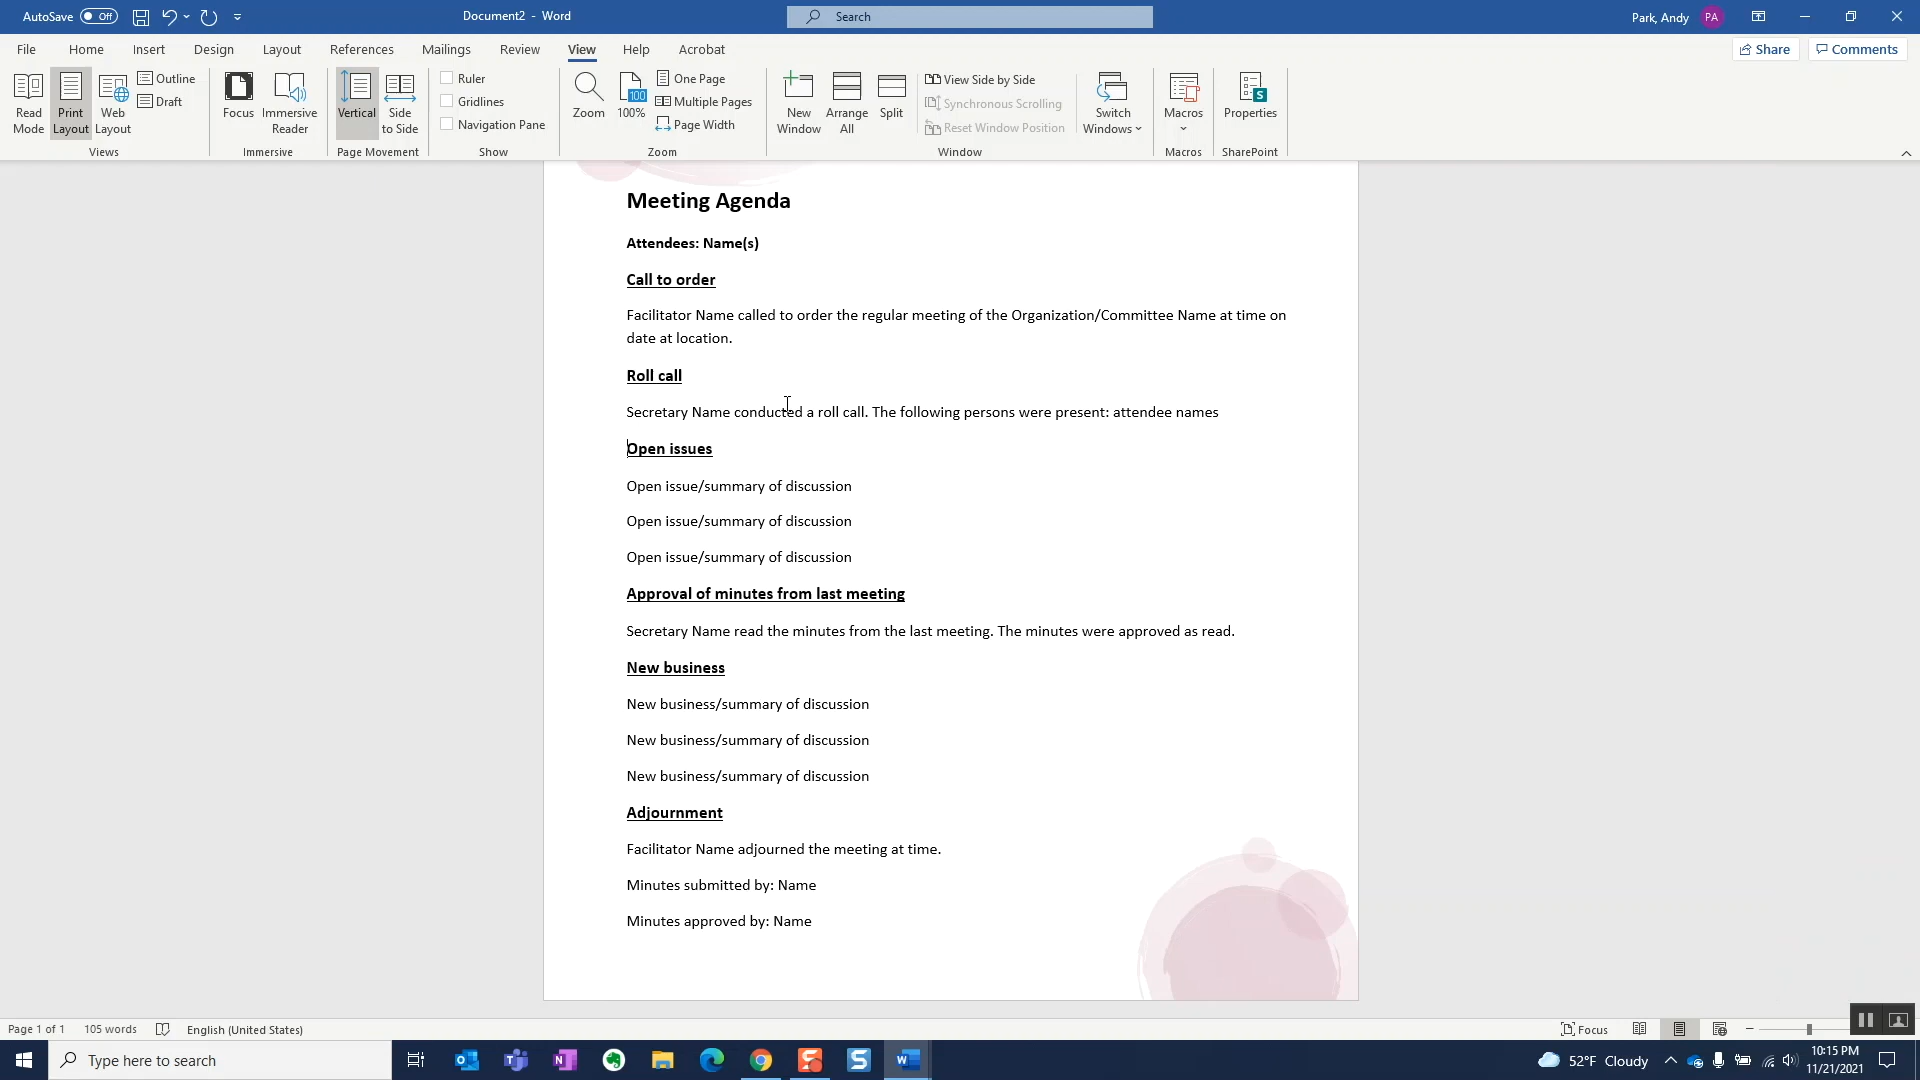 AutoSave Off Document2 - Word Search Park, Andy PA
File Home Insert Design Layout References Mailings Review View Help Acrobat Share Comments
Read Mode
Print Layout
Web Layout
Outline
Draft
Views
Focus
Immersive Reader
Immersive
Vertical
Side to Side
Page Movement
Ruler
Gridlines
Navigation Pane
Show
Zoom
100
100%
One Page
Multiple Pages
Page Width
Zoom
New Window
Arrange All
Split
View Side by Side
Synchronous Scrolling
Reset Window Position
Switch Windows
Window
Macros
Macros
Properties
SharePoint
Meeting Agenda
Attendees: Name(s)
Call to order
Facilitator Name called to order the regular meeting of the Organization/Committee Name at time on
date at location.
Roll call
Secretary Name conducted a roll call. The following persons were present: attendee names
Open issues
Open issue/summary of discussion
Open issue/summary of discussion
Open issue/summary of discussion
Approval of minutes from last meeting
Secretary Name read the minutes from the last meeting. The minutes were approved as read.
New business
New business/summary of discussion
New business/summary of discussion
New business/summary of discussion
Adjournment
Facilitator Name adjourned the meeting at time.
Minutes submitted by: Name
Minutes approved by: Name
Page 1 of 1 105 words English (United States) Focus
Type here to search 52°F Cloudy 10:15 PM
11/21/2021